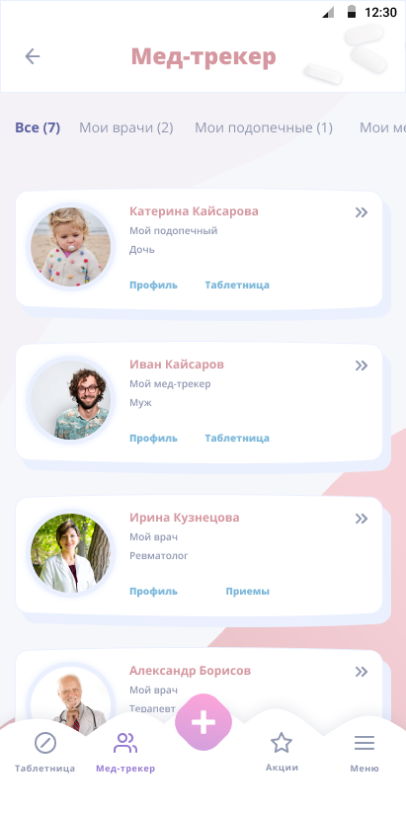 12:30
Мед-трекер
Все (7) Мои врачи (2) Мои подопечные (1) Мои ме
Катерина Кайсарова
Мой подопечный
Дочь
Профиль Таблетница
Иван Кайсаров
Мой мед-трекер
Муж
Профиль Таблетница
Ирина Кузнецова
Мой врач
Ревматолог
Профиль Приемы
Александр Борисов
Мой врач
Терапевт
Таблетница Мед-трекер Акции Меню